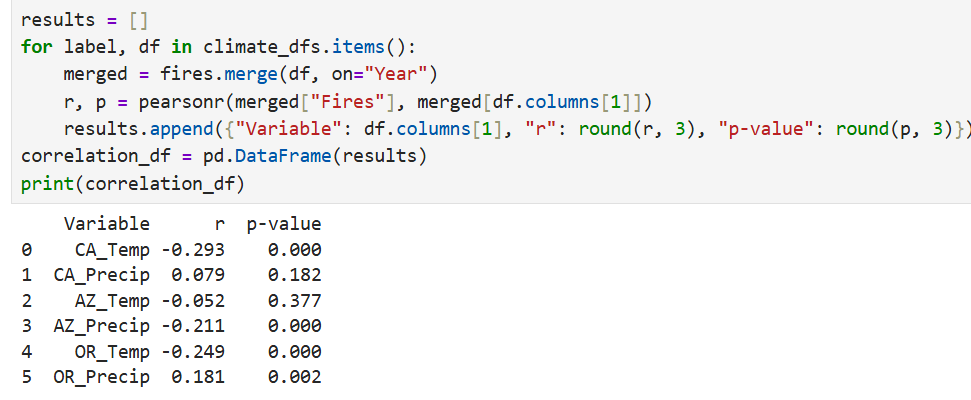 results = []
for label, df in climate_dfs.items():
    merged = fires.merge(df, on="Year")
    r, p = pearsonr(merged["Fires"], merged[df.columns[1]])
    results.append({"Variable": df.columns[1], "r": round(r, 3), "p-value": round(p, 3)})
correlation_df = pd.DataFrame(results)
print(correlation_df)
    Variable      r  p-value
0    CA_Temp -0.293    0.000
1  CA_Precip  0.079    0.182
2    AZ_Temp -0.052    0.377
3  AZ_Precip -0.211    0.000
4    OR_Temp -0.249    0.000
5  OR_Precip  0.181    0.002